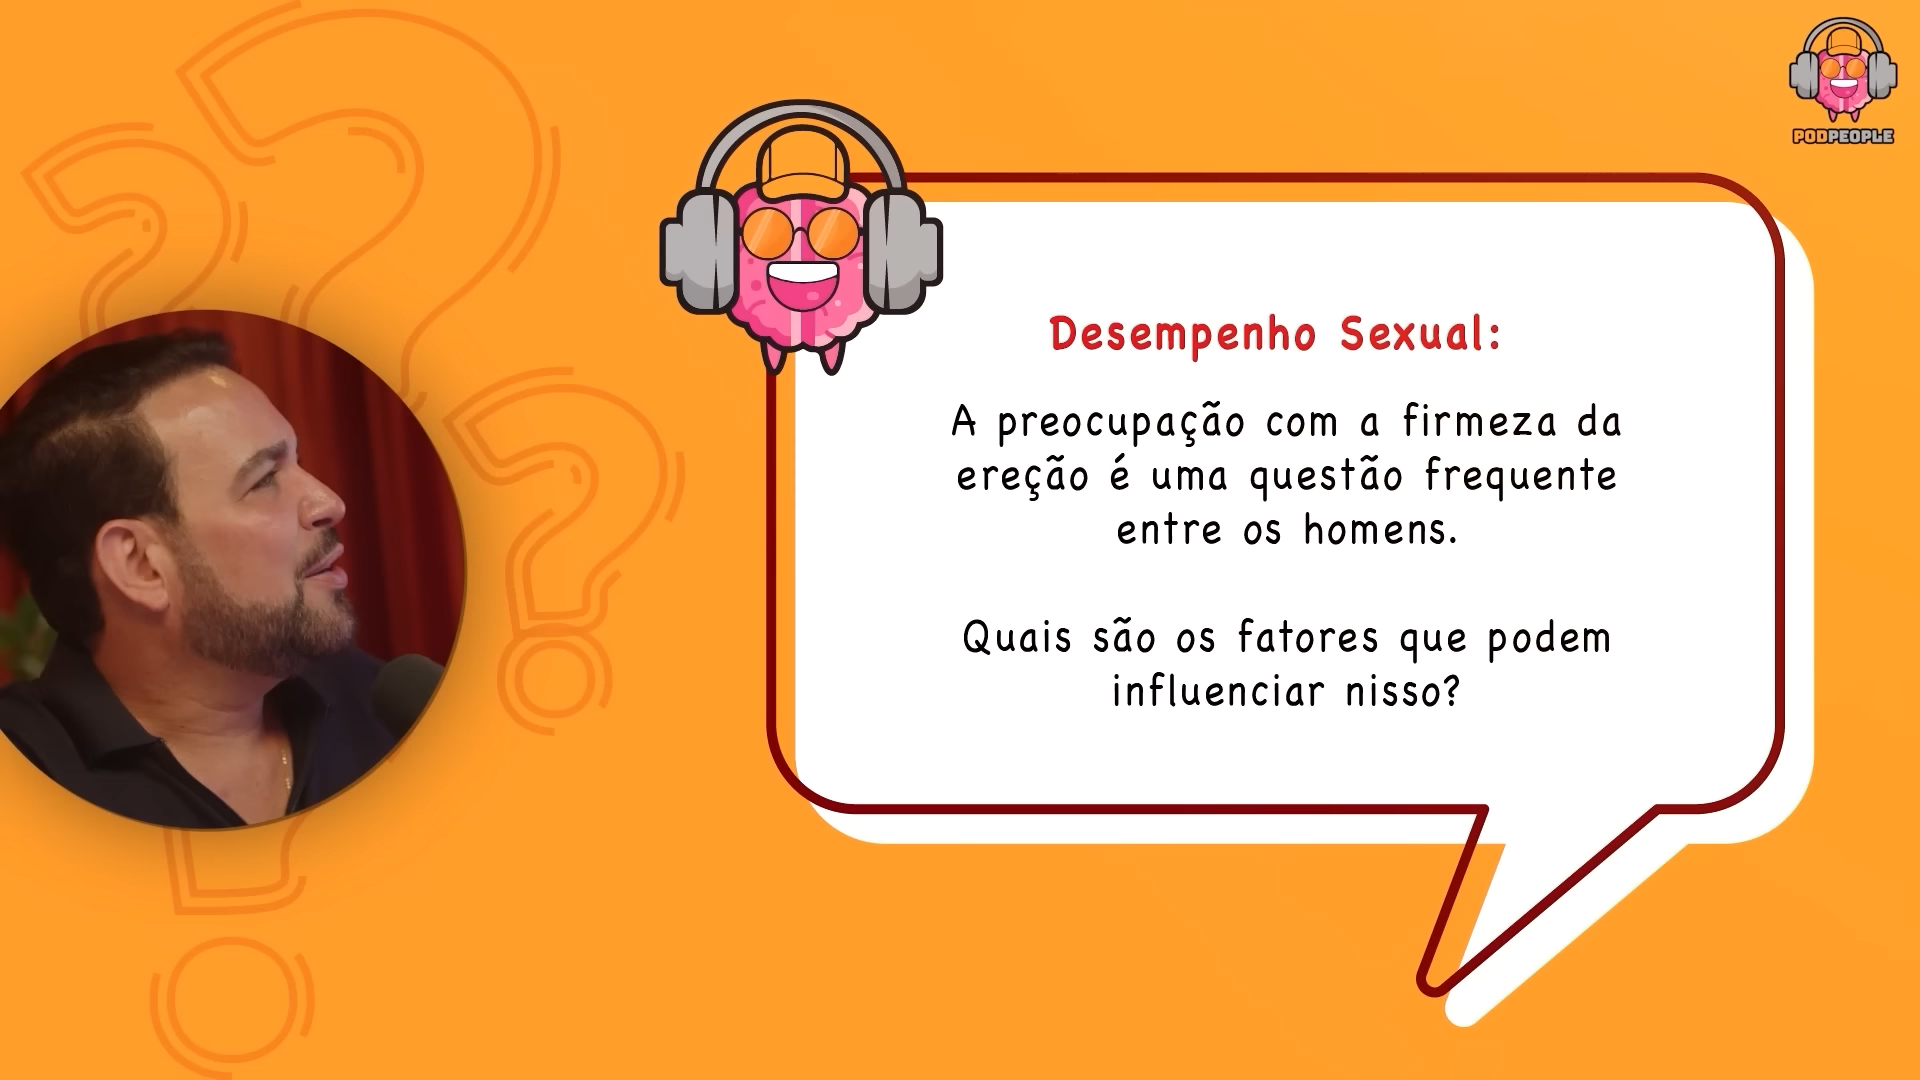 PODPEOPLE
Desempenho Sexual:
A preocupação com a firmeza da
ereção é uma questão frequente
entre os homens.
Quais são os fatores que podem
influenciar nisso?